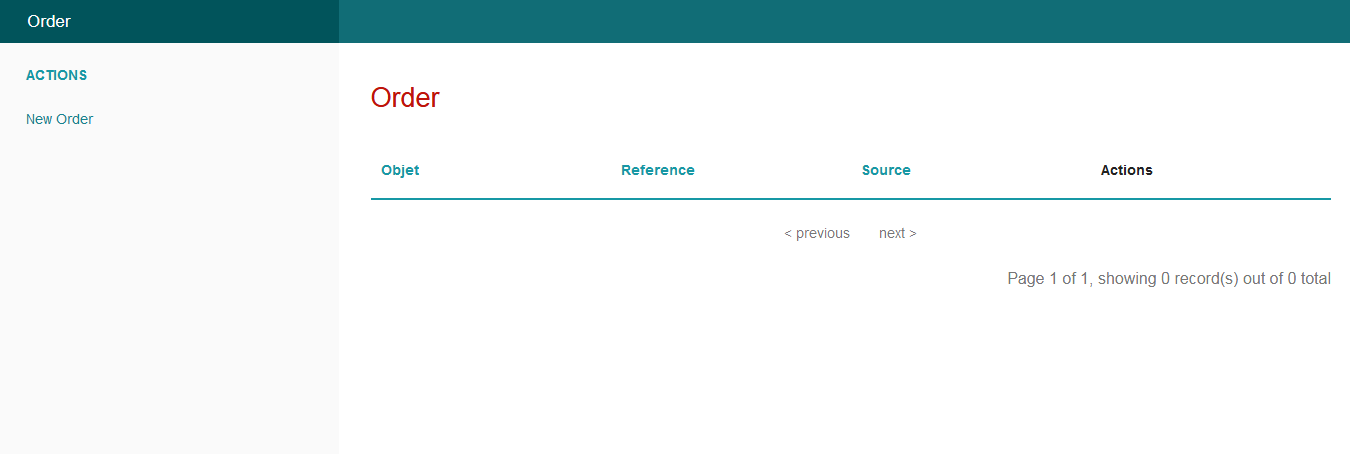 Order
ACTIONS
New Order
Order
Objet Reference Source Actions
< previous next >
Page 1 of 1, showing 0 record(s) out of 0 total